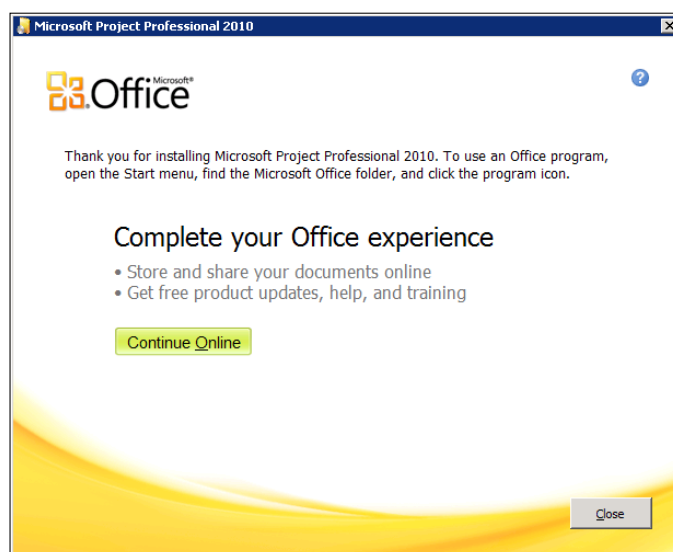 Microsoft Project Professional 2010
Microsoft®
Office
?
Thank you for installing Microsoft Project Professional 2010. To use an Office program,
open the Start menu, find the Microsoft Office folder, and click the program icon.
Complete your Office experience
• Store and share your documents online
• Get free product updates, help, and training
Continue Online
Close